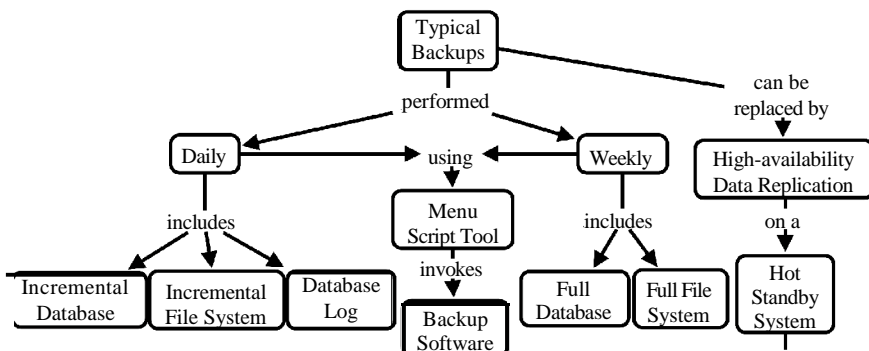 Typical
Backups
can be
replaced by
performed
Daily
using
Weekly
High-availability
Data Replication
Menu
Script Tool
includes
includes
on a
invokes
Incremental
Database
Incremental
File System
Database
Log
Backup
Software
Full
Database
Full File
System
Hot
Standby
System